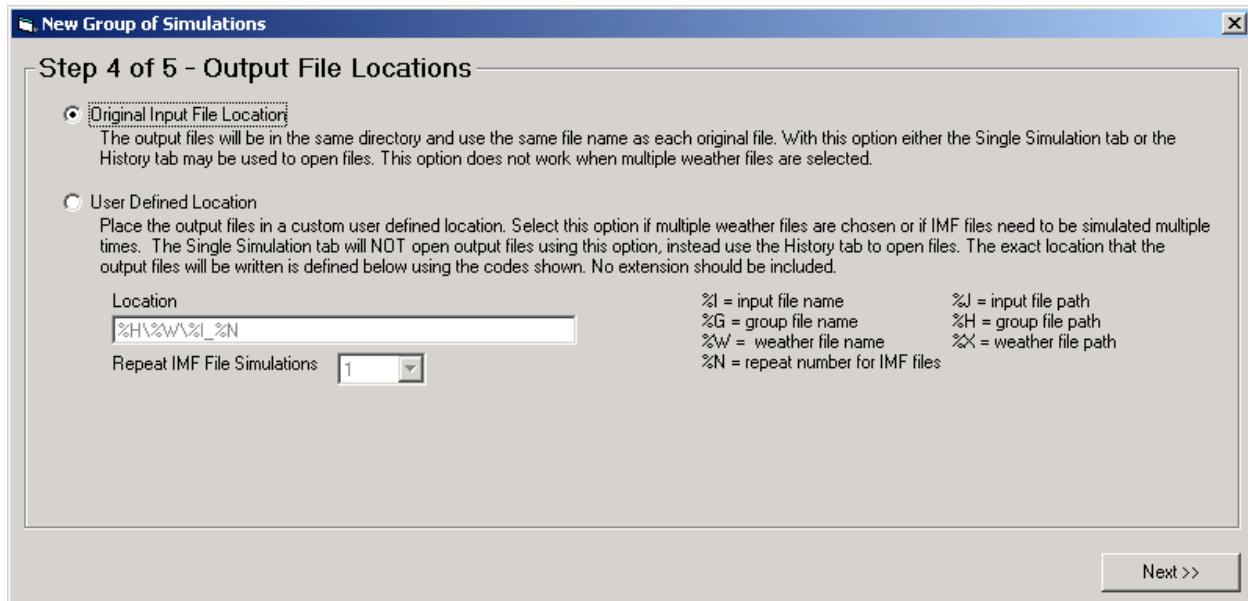 New Group of Simulations
Step 4 of 5 - Output File Locations
Original Input File Location
The output files will be in the same directory and use the same file name as each original file. With this option either the Single Simulation tab or the
History tab may be used to open files. This option does not work when multiple weather files are selected.
User Defined Location
Place the output files in a custom user defined location. Select this option if multiple weather files are chosen or if IMF files need to be simulated multiple
times.  The Single Simulation tab will NOT open output files using this option, instead use the History tab to open files. The exact location that the
output files will be written is defined below using the codes shown. No extension should be included.
Location
%H\%W\%I_%N
Repeat IMF File Simulations 1
%I = input file name %J = input file path
%G = group file name %H = group file path
%W =  weather file name %X = weather file path
%N = repeat number for IMF files
Next >>